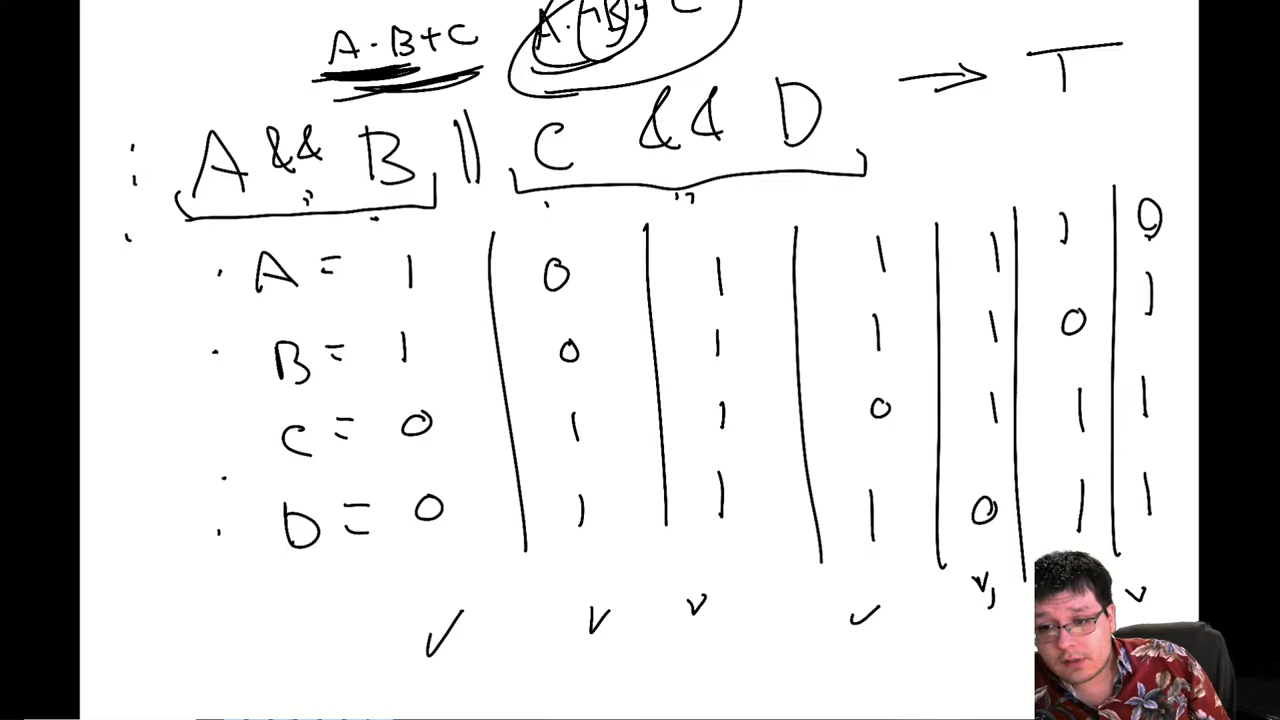 A·B+C A·¬B+C
A && B || C && D → T
A = 1 | 0 | 1 | 1 | 1 | 1 | 0
B = 1 | 0 | 1 | 1 | 1 | 0 | 1
C = 0 | 1 | 1 | 0 | 1 | 1 | 1
D = 0 | 1 | 1 | 1 | 0 | 1 | 1
✓ v v ✓ v v